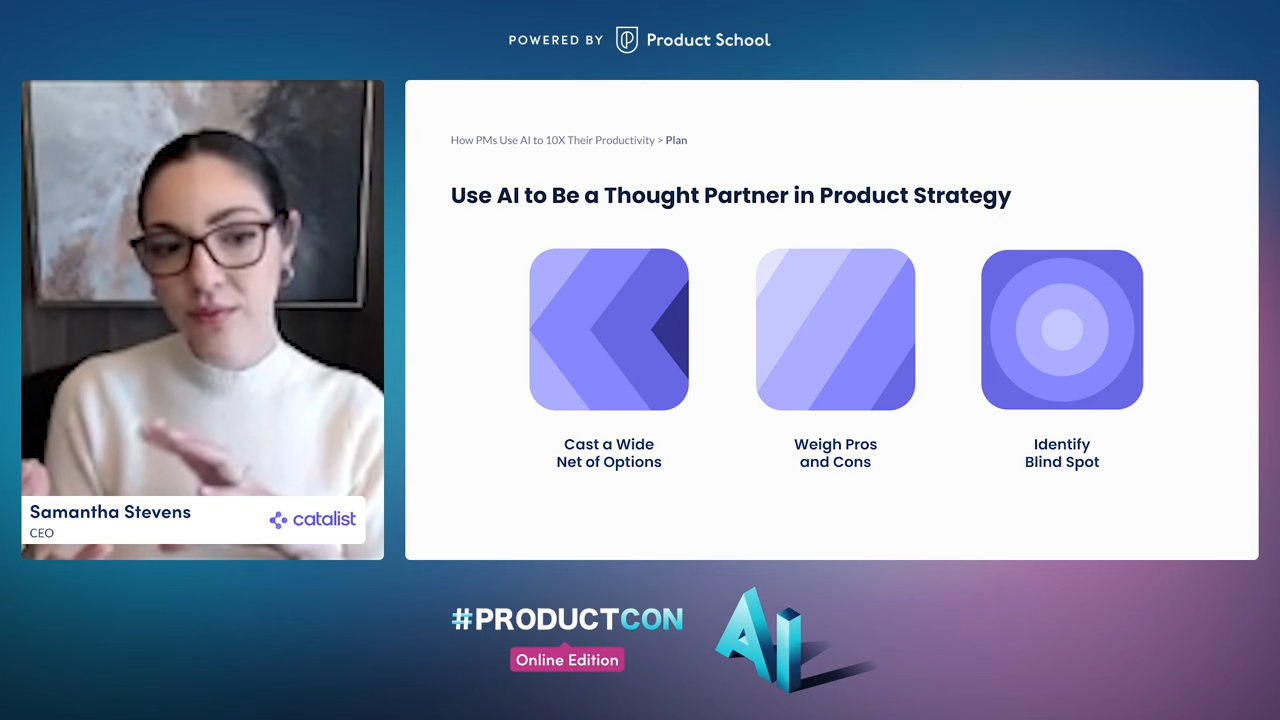 POWERED BY Product School
How PMs Use AI to 10X Their Productivity > Plan
Use AI to Be a Thought Partner in Product Strategy
Cast a Wide
Net of Options
Weigh Pros
and Cons
Identify
Blind Spot
Samantha Stevens
CEO
catalist
#PRODUCTCON
Online Edition
AI